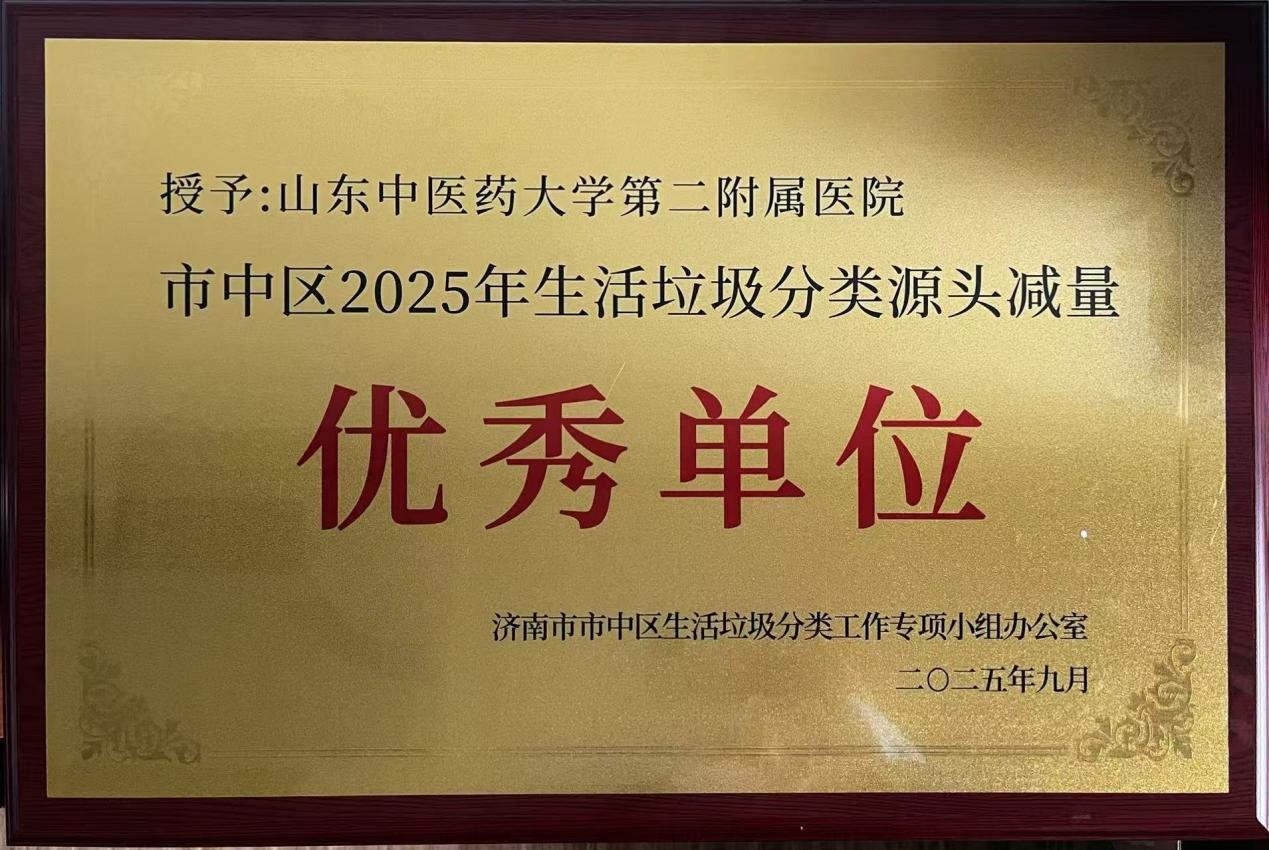 授予:山东中医药大学第二附属医院
市中区2025年生活垃圾分类源头减量
优秀单位
济南市市中区生活垃圾分类工作专项小组办公室
二〇二五年九月